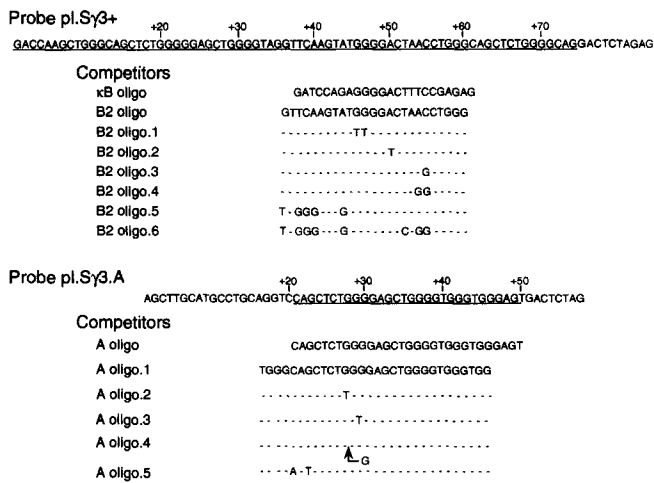 Probe pl.Sγ3+
+20 +30 +40 +50 +60 +70
GACCAAGCTGGGCAGCTCTGGGGGAGCTGGGGTAGGTTCAAGTATGGGGACTAACCTGGGCAGCTCTGGGGCAGGACTCTAGAG
Competitors
κB oligo GATCCAGAGGGGACTTTCCGAGAG
B2 oligo GTTCAAGTATGGGGACTAACCTGGG
B2 oligo.1 ----------TT-------------
B2 oligo.2 --------------T----------
B2 oligo.3 -------------------G-----
B2 oligo.4 ------------------GG-----
B2 oligo.5 T-GGG---G----------------
B2 oligo.6 T-GGG---G-------C-GG-----
Probe pl.Sγ3.A
+20 +30 +40 +50
AGCTTGCATGCCTGCAGGTCCAGCTCTGGGGAGCTGGGGTGGGTGGGAGTGACTCTAG
Competitors
A oligo CAGCTCTGGGGAGCTGGGGTGGGTGGGAGT
A oligo.1 TGGGCAGCTCTGGGGAGCTGGGGTGGGTGG
A oligo.2 -----------T------------------
A oligo.3 -------------T----------------
A oligo.4 ------------------------------
G
A oligo.5 ----A-T-----------------------